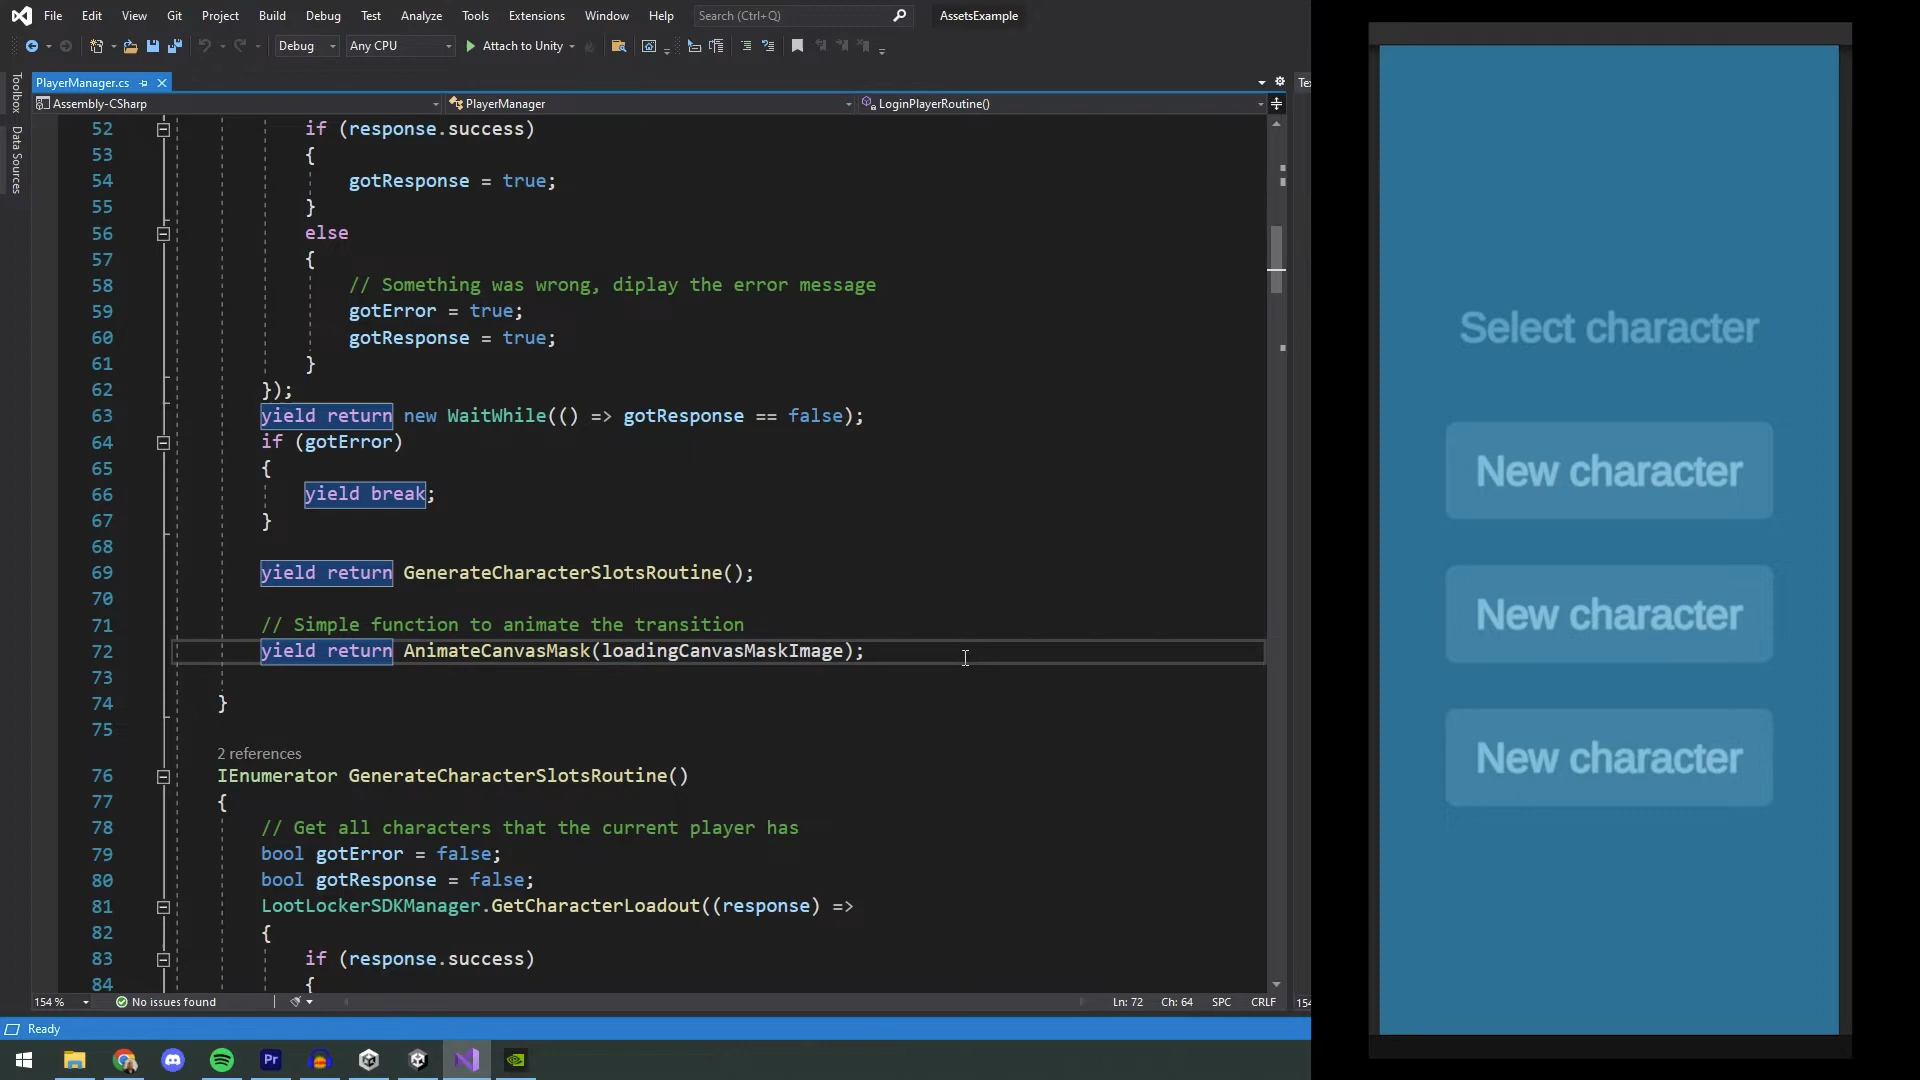 File Edit View Git Project Build Debug Test Analyze Tools Extensions Window Help Search (Ctrl+Q) AssetsExample
Debug Any CPU Attach to Unity
PlayerManager.cs
Assembly-CSharp PlayerManager LoginPlayerRoutine()
Toolbox
Data Sources
52 if (response.success)
53 {
54 gotResponse = true;
55 }
56 else
57 {
58 // Something was wrong, diplay the error message
59 gotError = true;
60 gotResponse = true;
61 }
62 });
63 yield return new WaitWhile(() => gotResponse == false);
64 if (gotError)
65 {
66 yield break;
67 }
68
69 yield return GenerateCharacterSlotsRoutine();
70
71 // Simple function to animate the transition
72 yield return AnimateCanvasMask(loadingCanvasMaskImage);
73
74 }
75
2 references
76 IEnumerator GenerateCharacterSlotsRoutine()
77 {
78 // Get all characters that the current player has
79 bool gotError = false;
80 bool gotResponse = false;
81 LootLockerSDKManager.GetCharacterLoadout((response) =>
82 {
83 if (response.success)
84 {
154 % No issues found Ln: 72 Ch: 64 SPC CRLF
Ready
Pr
Select character
New character
New character
New character